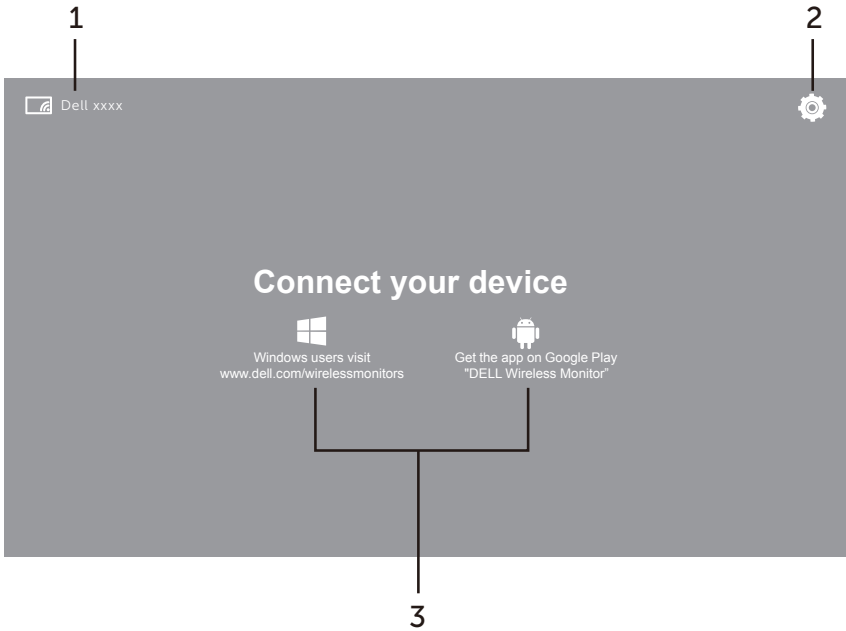 1
2
Dell xxxx
Connect your device
Windows users visit
www.dell.com/wirelessmonitors
Get the app on Google Play
"DELL Wireless Monitor”
3